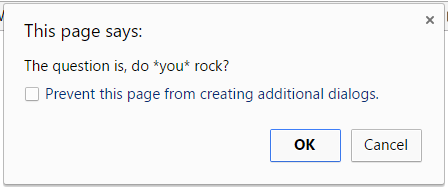 This page says:
The question is, do *you* rock?
Prevent this page from creating additional dialogs.
OK
Cancel